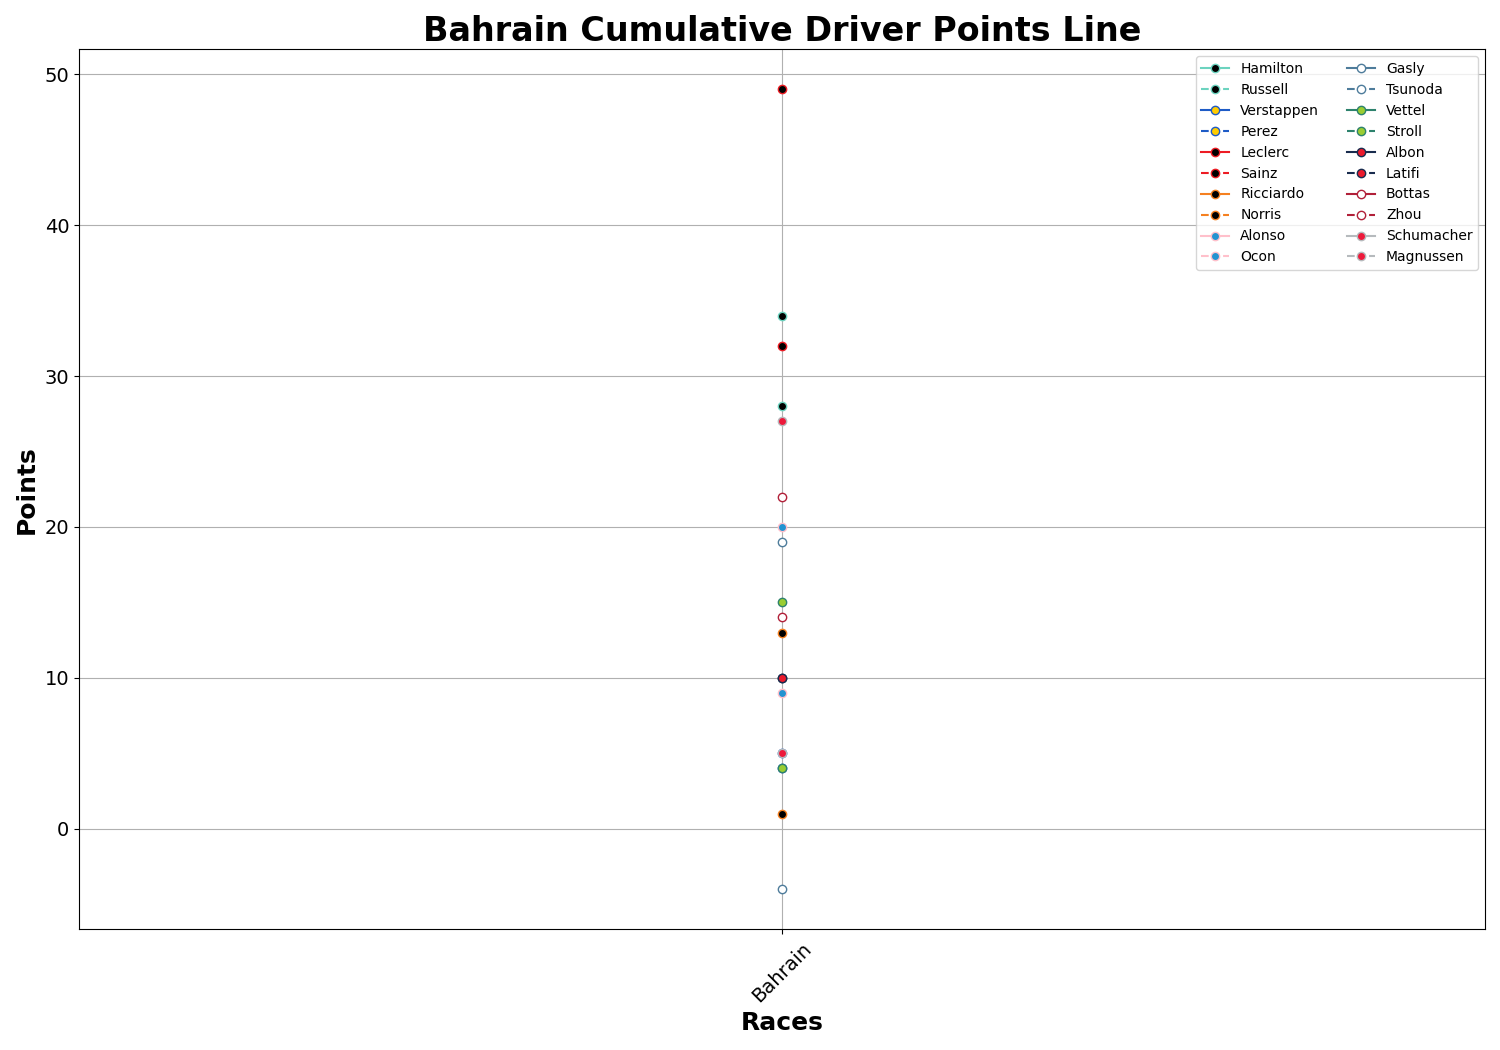 Bahrain Cumulative Driver Points Line
50
40
30
20
10
0
Points
Hamilton
Russell
Verstappen
Perez
Leclerc
Sainz
Ricciardo
Norris
Alonso
Ocon
Gasly
Tsunoda
Vettel
Stroll
Albon
Latifi
Bottas
Zhou
Schumacher
Magnussen
Bahrain
Races